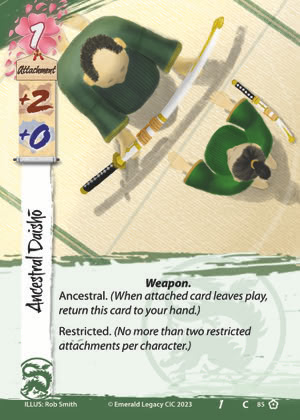 1
Attachment
+2
+0
Ancestral Daishō
Weapon.
Ancestral. (When attached card leaves play,
return this card to your hand.)
Restricted. (No more than two restricted
attachments per character.)
ILLUS: Rob Smith © Emerald Legacy CIC 2023 1 C 85